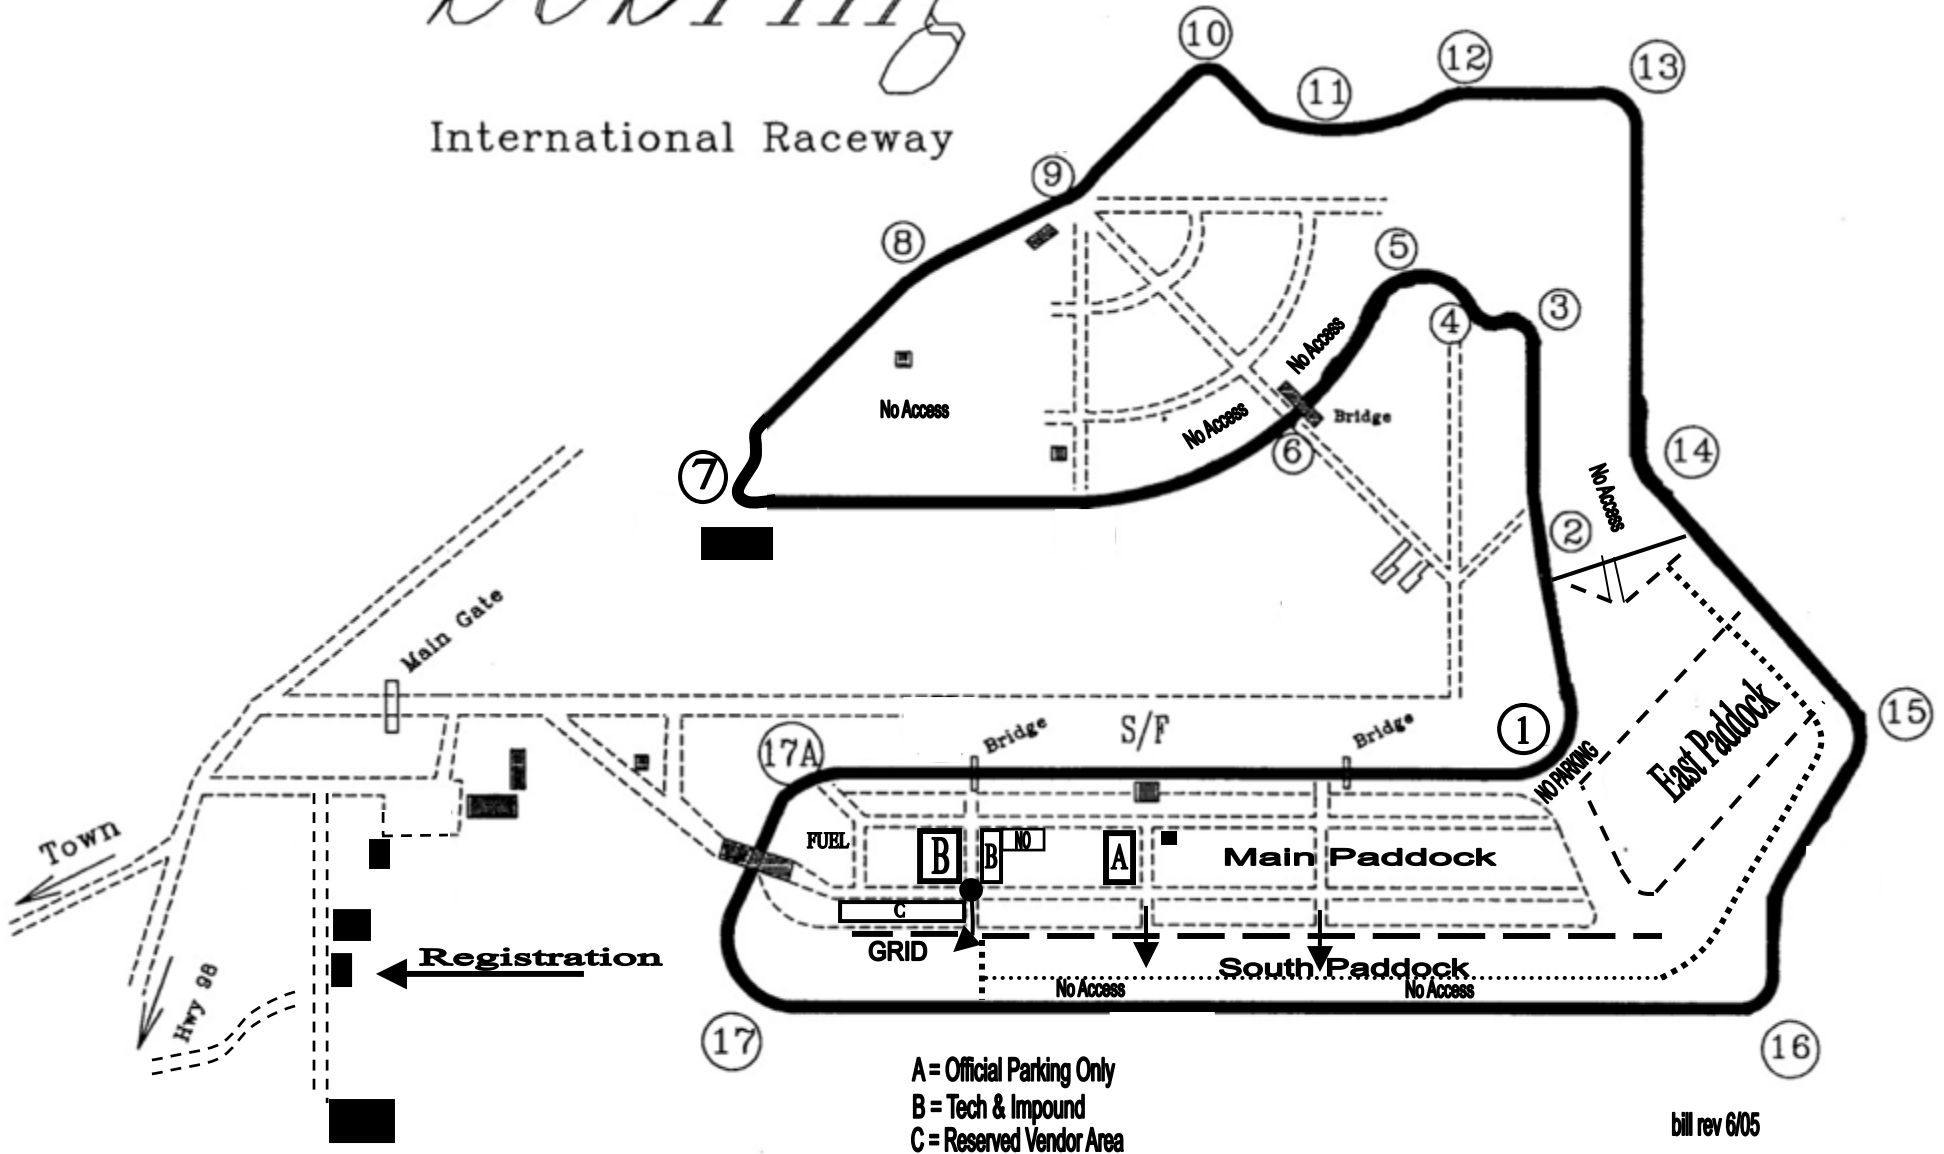 Sebring
International Raceway
10
12
13
11
9
8
5
3
4
No Access
No Access
No Access
Bridge
6
14
7
No Access
2
Main Gate
1
15
17A
Bridge
S/F
Bridge
NO PARKING
East Paddock
Town
FUEL
B
B
NO
A
Main Paddock
C
GRID
Registration
South Paddock
No Access
No Access
Hwy 98
17
16
A = Official Parking Only
B = Tech & Impound
C = Reserved Vendor Area
bill rev 6/05